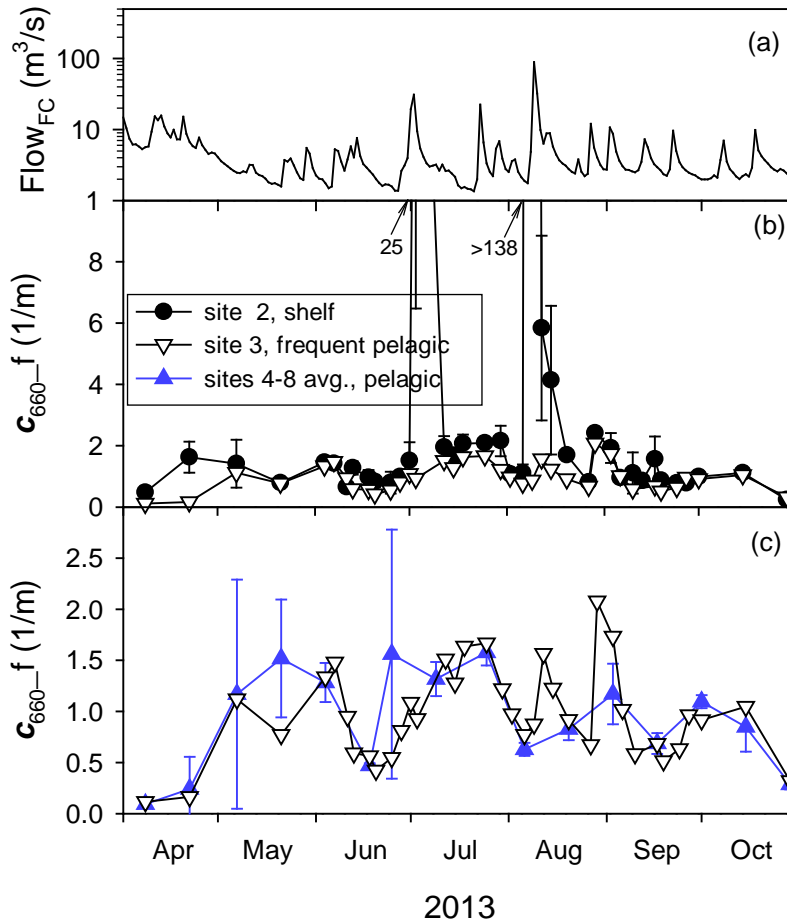 (a)
Flow_FC (m³/s)
100
10
1
(b)
25
>138
c_660_f (1/m)
8
6
4
2
0
site 2, shelf
site 3, frequent pelagic
sites 4-8 avg., pelagic
(c)
c_660_f (1/m)
2.5
2.0
1.5
1.0
0.5
0.0
Apr May Jun Jul Aug Sep Oct
2013